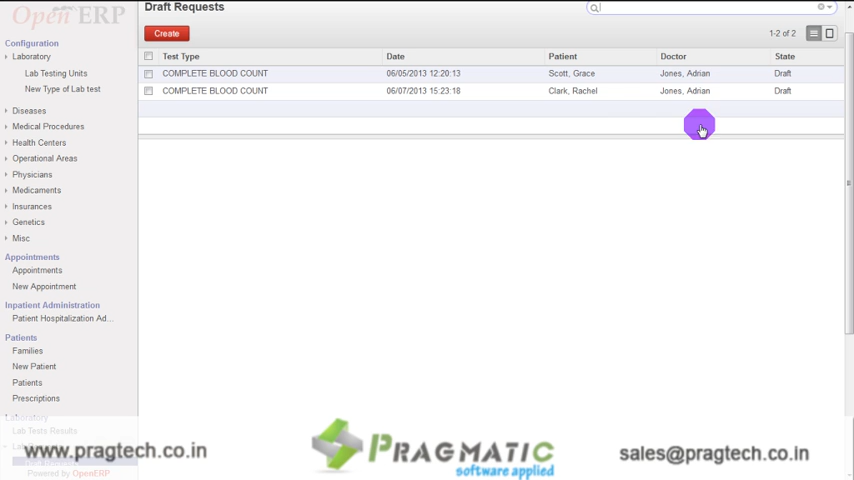 Open ERP
Draft Requests
Create
1-2 of 2
Test Type Date Patient Doctor State
COMPLETE BLOOD COUNT 06/05/2013 12:20:13 Scott, Grace Jones, Adrian Draft
COMPLETE BLOOD COUNT 06/07/2013 15:23:18 Clark, Rachel Jones, Adrian Draft
Configuration
Laboratory
Lab Testing Units
New Type of Lab test
Diseases
Medical Procedures
Health Centers
Operational Areas
Physicians
Medicaments
Insurances
Genetics
Misc
Appointments
Appointments
New Appointment
Inpatient Administration
Patient Hospitalization Ad...
Patients
Families
New Patient
Patients
Prescriptions
Laboratory
Lab Tests Results
www.pragtech.co.in
PRAGMATIC
software applied
sales@pragtech.co.in
Powered by OpenERP